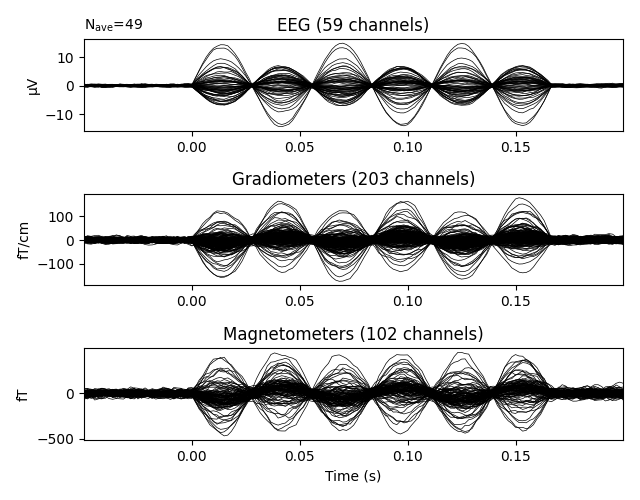 N_ave=49
EEG (59 channels)
10
0
−10
µV
0.00 0.05 0.10 0.15
Gradiometers (203 channels)
100
0
−100
fT/cm
0.00 0.05 0.10 0.15
Magnetometers (102 channels)
0
−500
fT
0.00 0.05 0.10 0.15
Time (s)